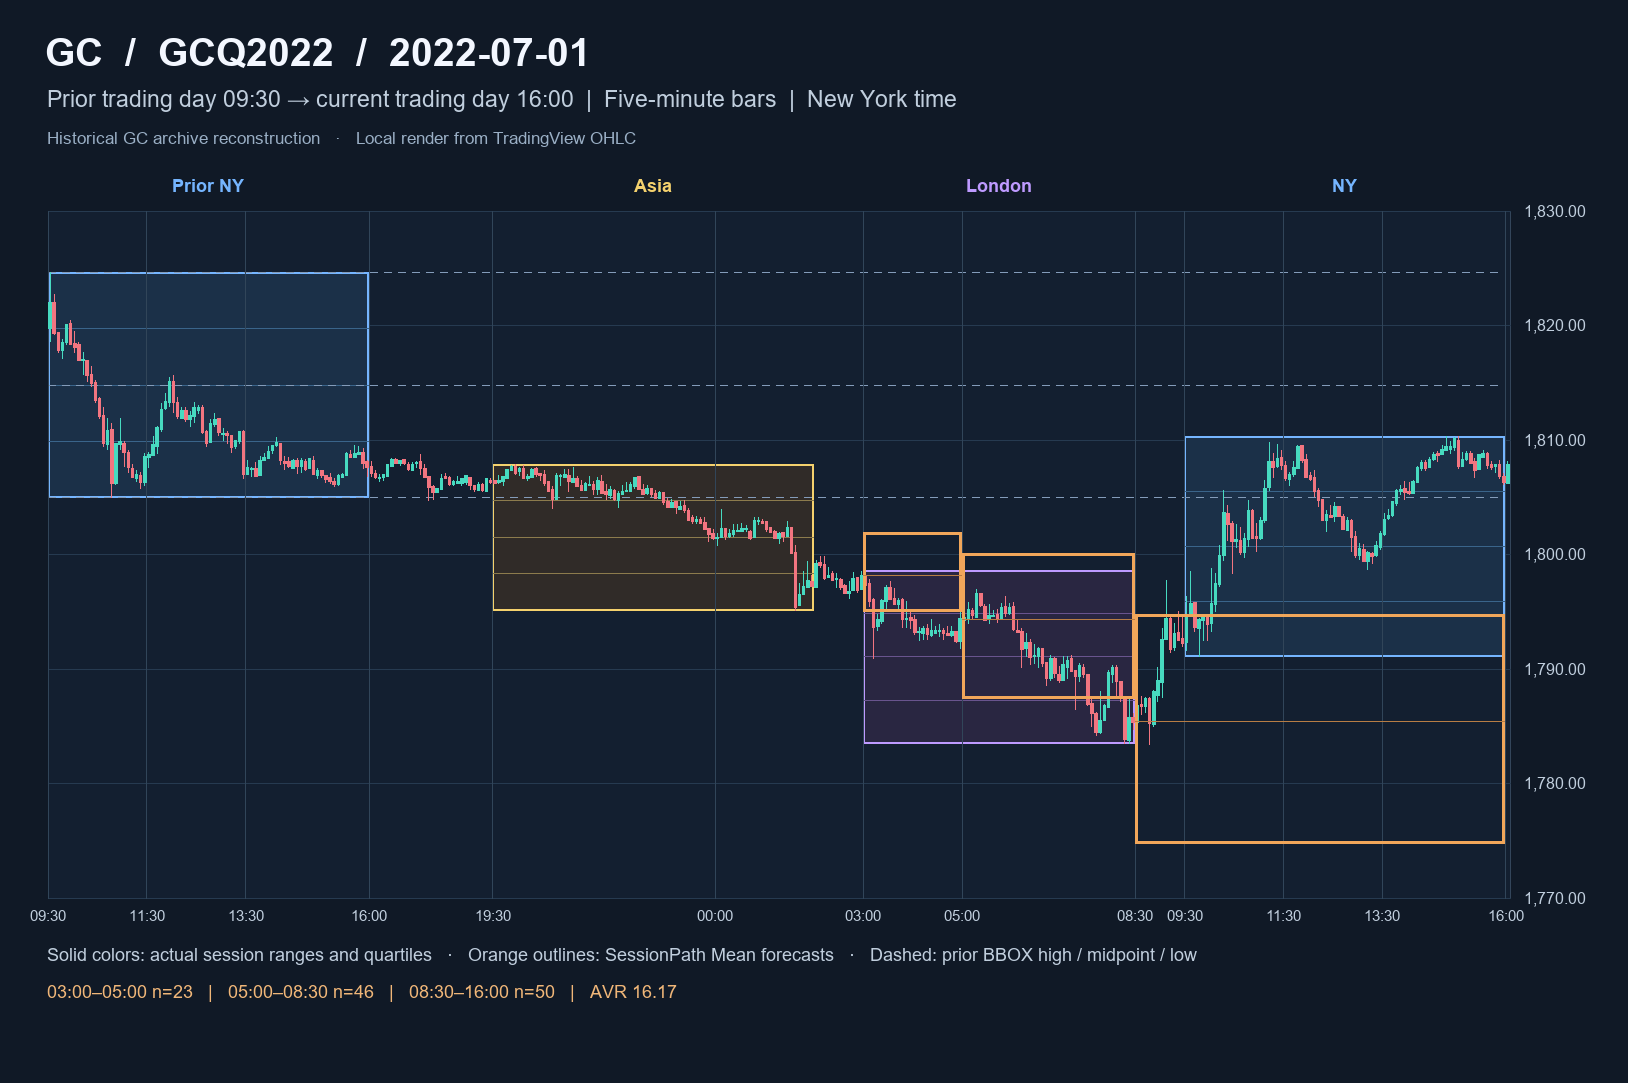 GC / GCQ2022 / 2022-07-01
Prior trading day 09:30 → current trading day 16:00 | Five-minute bars | New York time
Historical GC archive reconstruction · Local render from TradingView OHLC
Prior NY Asia London NY
1,830.00
1,820.00
1,810.00
1,800.00
1,790.00
1,780.00
1,770.00
09:30 11:30 13:30 16:00 19:30 00:00 03:00 05:00 08:30 09:30 11:30 13:30 16:00
Solid colors: actual session ranges and quartiles · Orange outlines: SessionPath Mean forecasts · Dashed: prior BBOX high / midpoint / low
03:00–05:00 n=23 | 05:00–08:30 n=46 | 08:30–16:00 n=50 | AVR 16.17